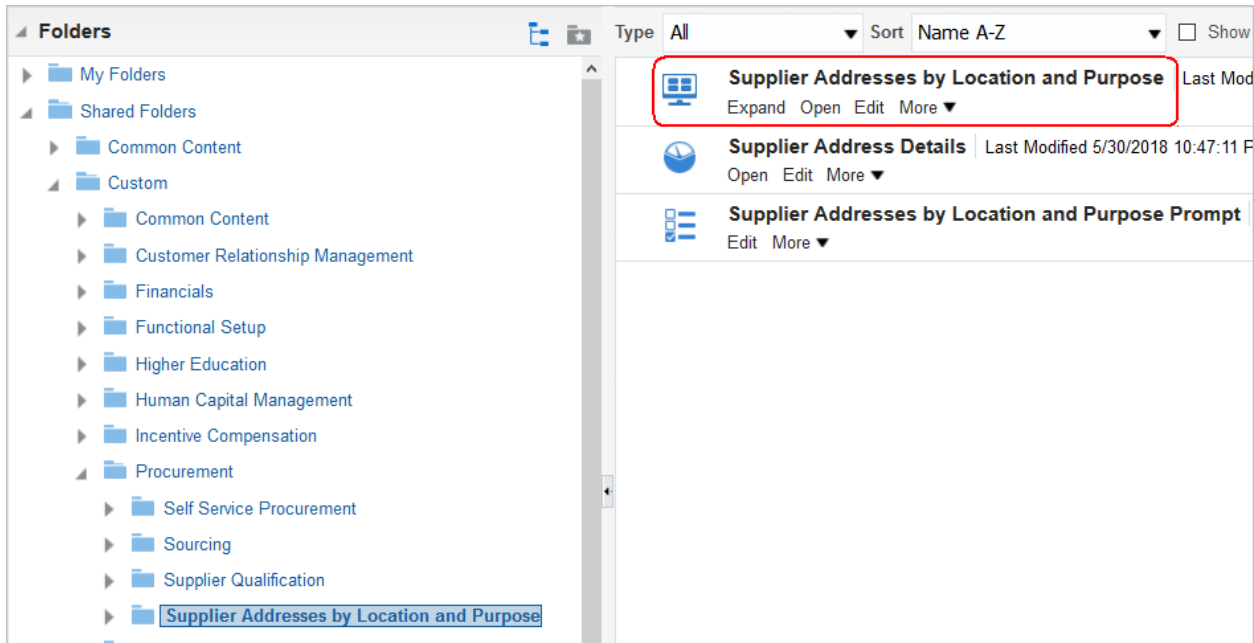 Folders
My Folders
Shared Folders
Common Content
Custom
Common Content
Customer Relationship Management
Financials
Functional Setup
Higher Education
Human Capital Management
Incentive Compensation
Procurement
Self Service Procurement
Sourcing
Supplier Qualification
Supplier Addresses by Location and Purpose
Type All Sort Name A-Z Show
Supplier Addresses by Location and Purpose Last Mod
Expand Open Edit More
Supplier Address Details Last Modified 5/30/2018 10:47:11 P
Open Edit More
Supplier Addresses by Location and Purpose Prompt
Edit More